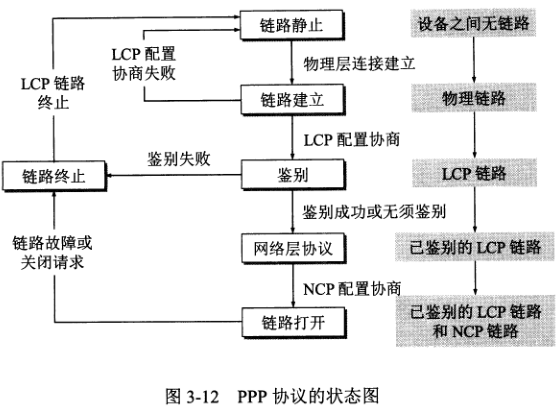 链路静止
设备之间无链路
LCP 配置
协商失败
物理层连接建立
LCP 链路
终止
链路建立
物理链路
LCP 配置协商
鉴别失败
链路终止
鉴别
LCP 链路
鉴别成功或无须鉴别
链路故障或
关闭请求
网络层协议
已鉴别的 LCP 链路
NCP 配置协商
链路打开
已鉴别的 LCP 链路
和 NCP 链路
图 3-12 PPP 协议的状态图